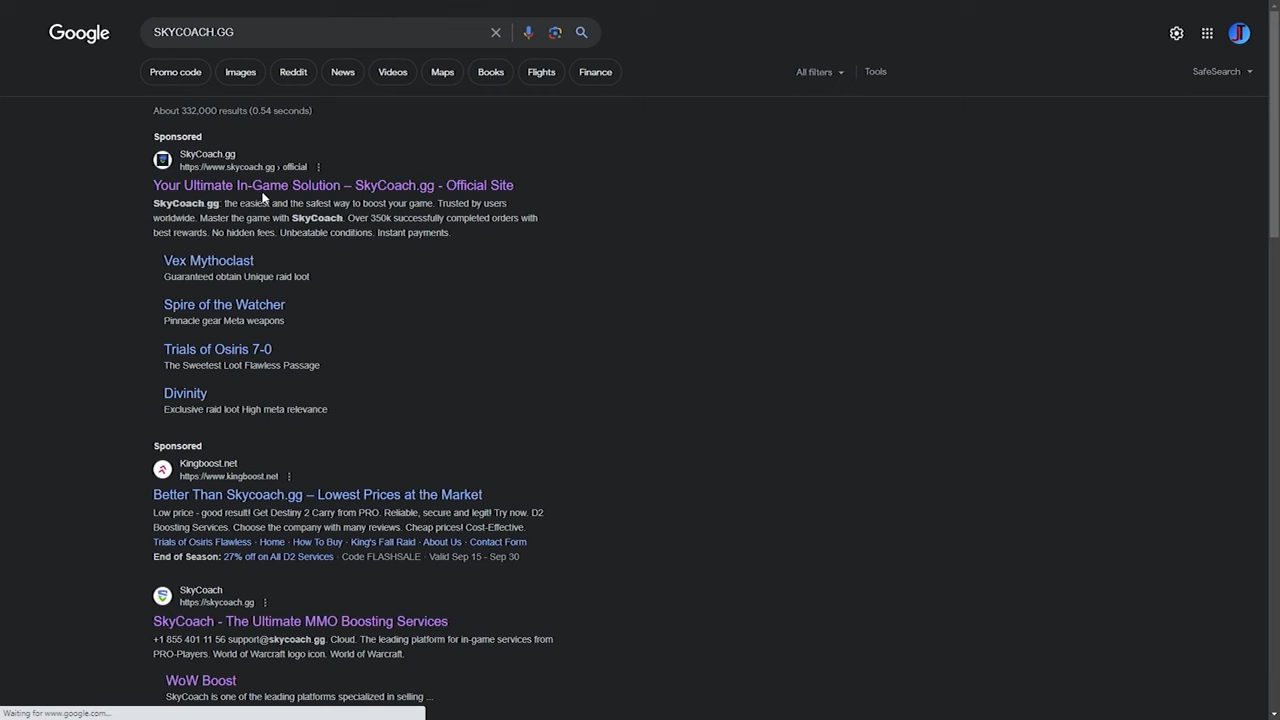 Google
SKYCOACH.GG
Promo code
Images
Reddit
News
Videos
Maps
Books
Flights
Finance
All filters
Tools
SafeSearch
JT
About 332,000 results (0.54 seconds)
Sponsored
SkyCoach.gg
https://www.skycoach.gg › official
Your Ultimate In-Game Solution – SkyCoach.gg - Official Site
SkyCoach.gg: the easiest and the safest way to boost your game. Trusted by users
worldwide. Master the game with SkyCoach. Over 350k successfully completed orders with
best rewards. No hidden fees. Unbeatable conditions. Instant payments.
Vex Mythoclast
Guaranteed obtain Unique raid loot
Spire of the Watcher
Pinnacle gear Meta weapons
Trials of Osiris 7-0
The Sweetest Loot Flawless Passage
Divinity
Exclusive raid loot High meta relevance
Sponsored
Kingboost.net
https://www.kingboost.net
Better Than Skycoach.gg – Lowest Prices at the Market
Low price - good result! Get Destiny 2 Carry from PRO. Reliable, secure and legit! Try now. D2
Boosting Services. Choose the company with many reviews. Cheap prices! Cost-Effective.
Trials of Osiris Flawless · Home · How To Buy · King's Fall Raid · About Us · Contact Form
End of Season: 27% off on All D2 Services · Code FLASHSALE · Valid Sep 15 - Sep 30
SkyCoach
https://skycoach.gg
SkyCoach - The Ultimate MMO Boosting Services
+1 855 401 11 56 support@skycoach.gg. Cloud. The leading platform for in-game services from
PRO-Players. World of Warcraft logo icon. World of Warcraft.
WoW Boost
SkyCoach is one of the leading platforms specialized in selling ...
Waiting for www.google.com...